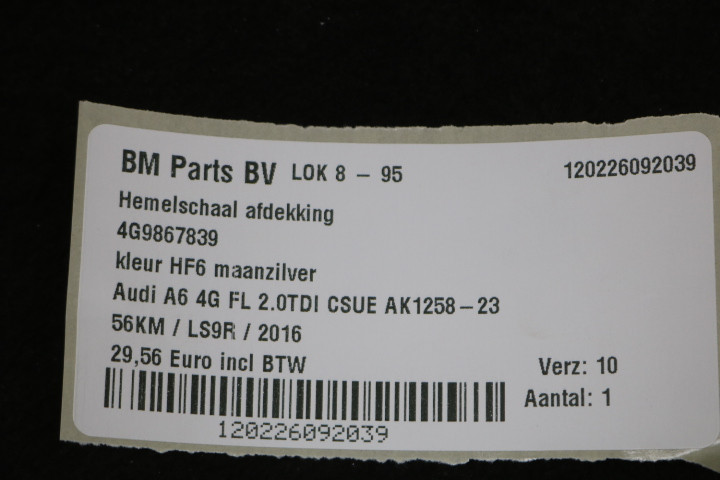 BM Parts BV LOK 8 - 95 120226092039
Hemelschaal afdekking
4G9867839
kleur HF6 maanzilver
Audi A6 4G FL 2.0TDI CSUE AK1258-23
56KM / LS9R / 2016
29,56 Euro incl BTW Verz: 10
Aantal: 1
120226092039